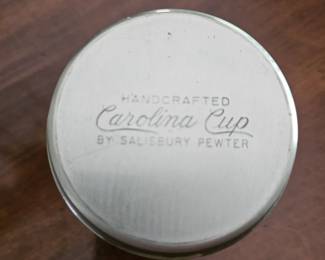 HANDCRAFTED
Carolina Cup
BY SALISBURY PEWTER